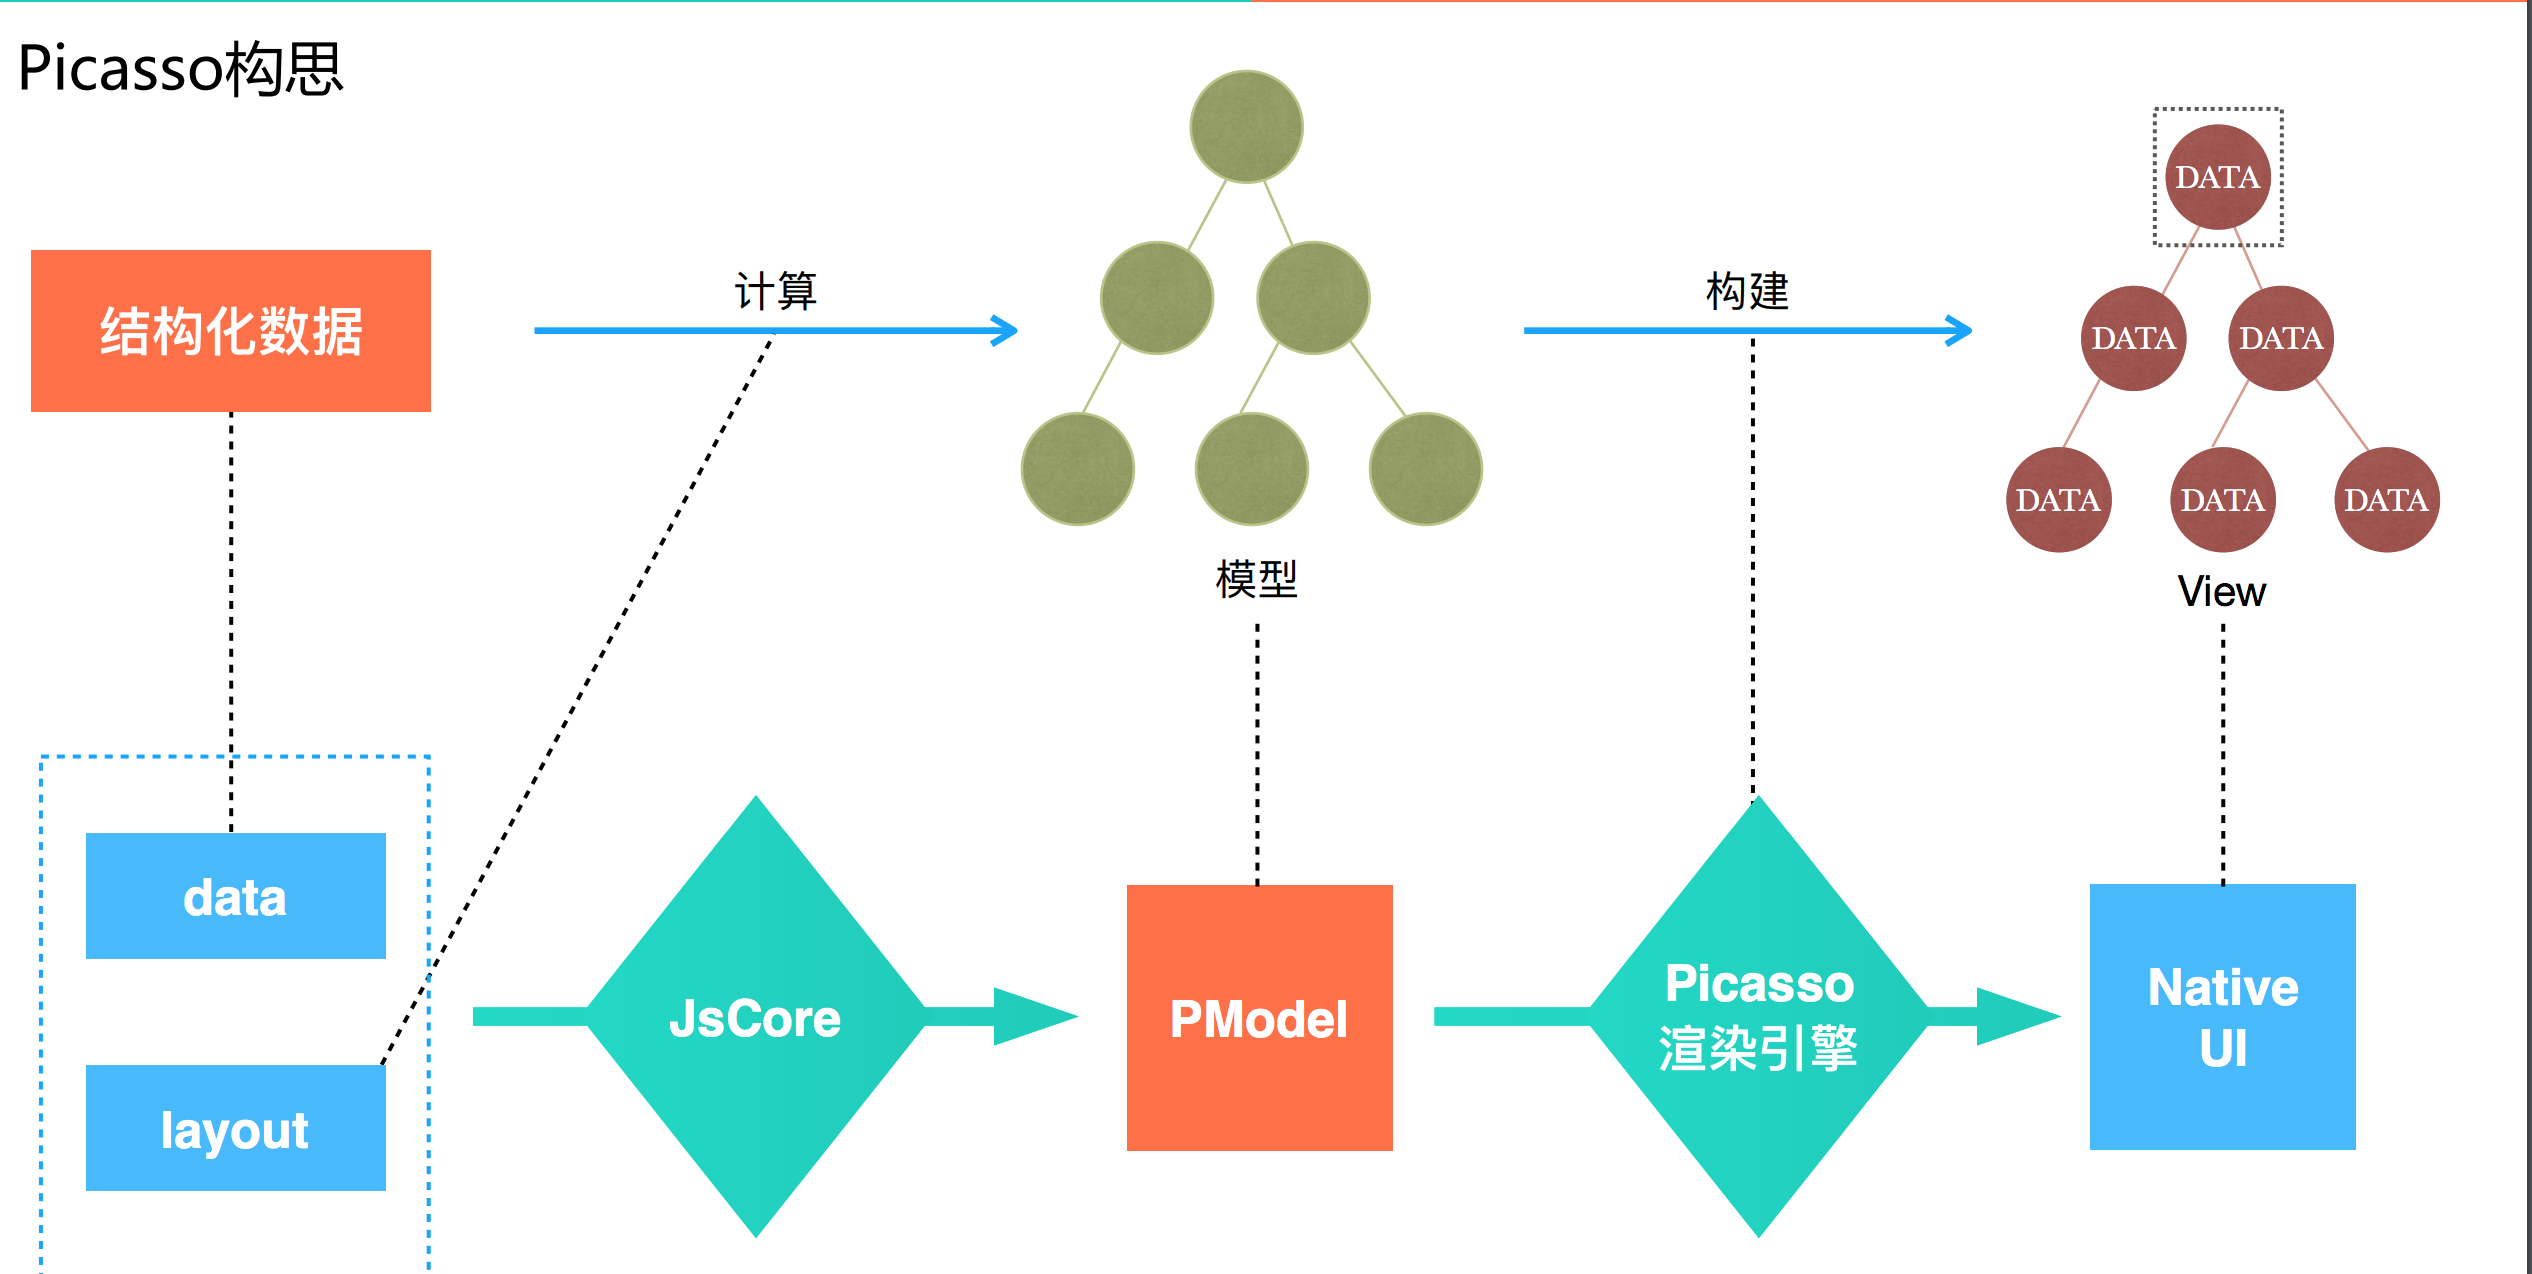 Picasso构思
结构化数据
计算
构建
DATA
DATA
DATA
DATA
DATA
DATA
模型
View
data
layout
JsCore
PModel
Picasso
渲染引擎
Native
UI